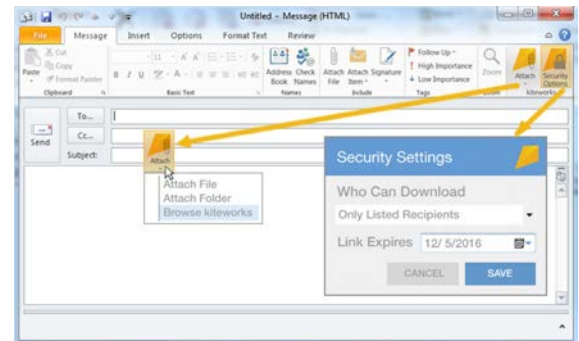 Untitled - Message (HTML)
File Message Insert Options Format Text Review
Cut
Copy
Format Painter
Paste
Clipboard
B I U
Basic Text
Address Book
Check Names
Names
Attach File
Attach Item
Signature
Include
Follow Up
High Importance
Low Importance
Tags
Zoom
Zoom
Attach
Security Options
kiteworks
Send
To...
Cc...
Subject:
Attach
Attach File
Attach Folder
Browse kiteworks
Security Settings
Who Can Download
Only Listed Recipients
Link Expires 12/ 5/2016
CANCEL SAVE